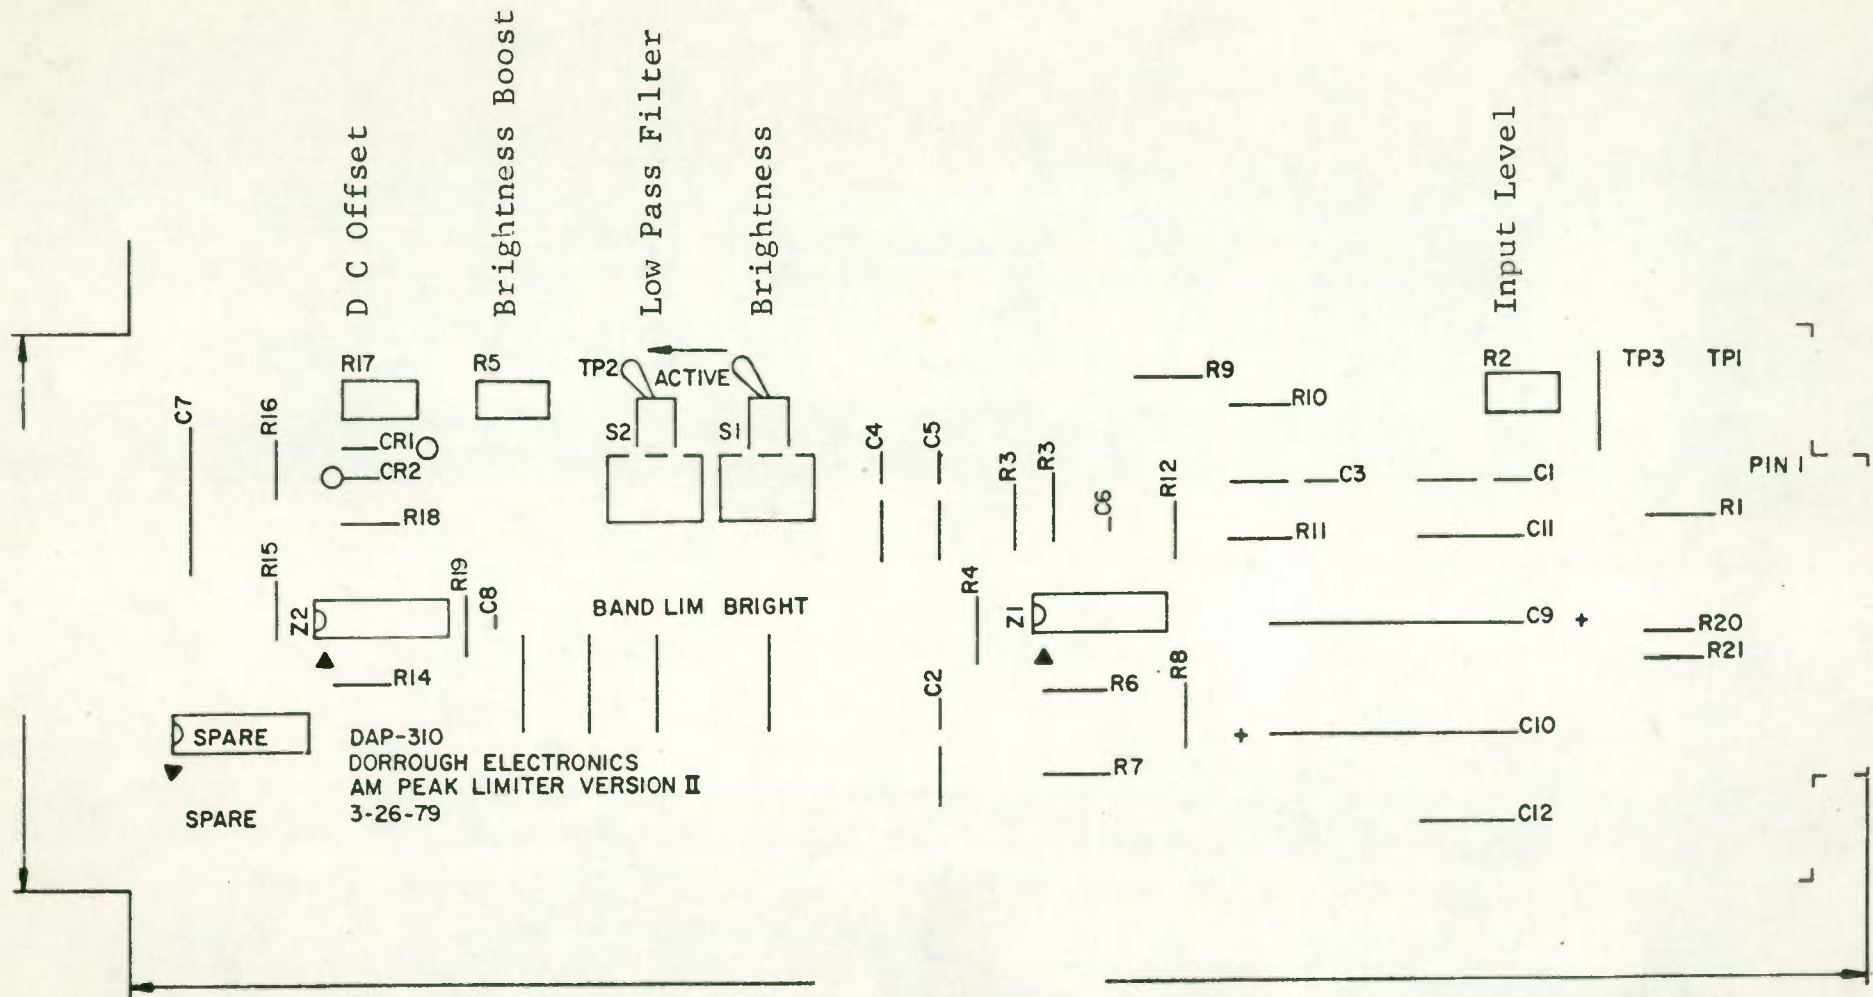 D C Offset
Brightness Boost
Low Pass Filter
Brightness
Input Level
R17
R5
TP2
ACTIVE
R9
R2
TP3
TP1
R10
C7
R16
CR1
CR2
S2
S1
C4
C5
R3
R3
C6
R12
C3
C1
PIN 1
R18
R11
C11
R1
R15
Z2
R19
C8
BAND LIM BRIGHT
R4
Z1
C9 +
R20
R21
R14
C2
R6
R8
SPARE
DAP-310
DORROUGH ELECTRONICS
AM PEAK LIMITER VERSION II
3-26-79
+ C10
R7
SPARE
C12